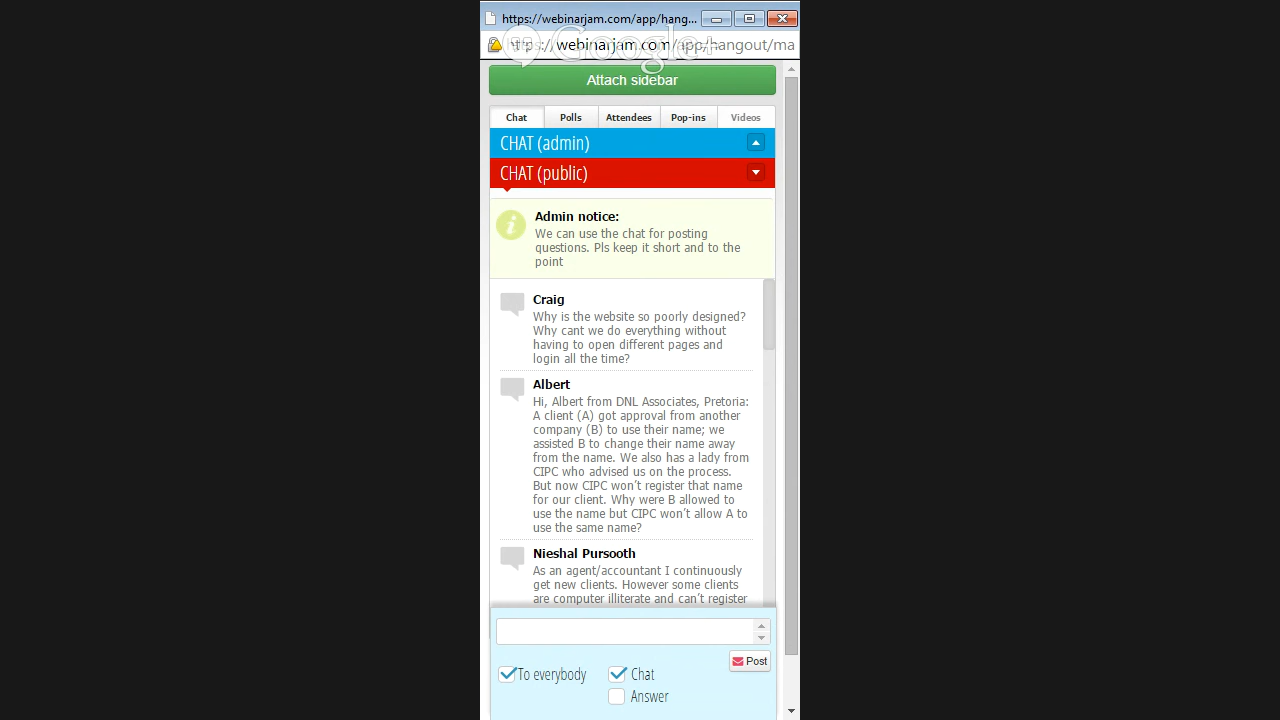 https://webinarjam.com/app/hang...
https://webinarjam.com/app/hangout/ma
Google+
Attach sidebar
Chat Polls Attendees Pop-ins Videos
CHAT (admin)
CHAT (public)
Admin notice:
We can use the chat for posting
questions. Pls keep it short and to the
point
Craig
Why is the website so poorly designed?
Why cant we do everything without
having to open different pages and
login all the time?
Albert
Hi, Albert from DNL Associates, Pretoria:
A client (A) got approval from another
company (B) to use their name; we
assisted B to change their name away
from the name. We also has a lady from
CIPC who advised us on the process.
But now CIPC won’t register that name
for our client. Why were B allowed to
use the name but CIPC won’t allow A to
use the same name?
Nieshal Pursooth
As an agent/accountant I continously
get new clients. However some clients
are computer illiterate and can’t register
Post
To everybody Chat
Answer